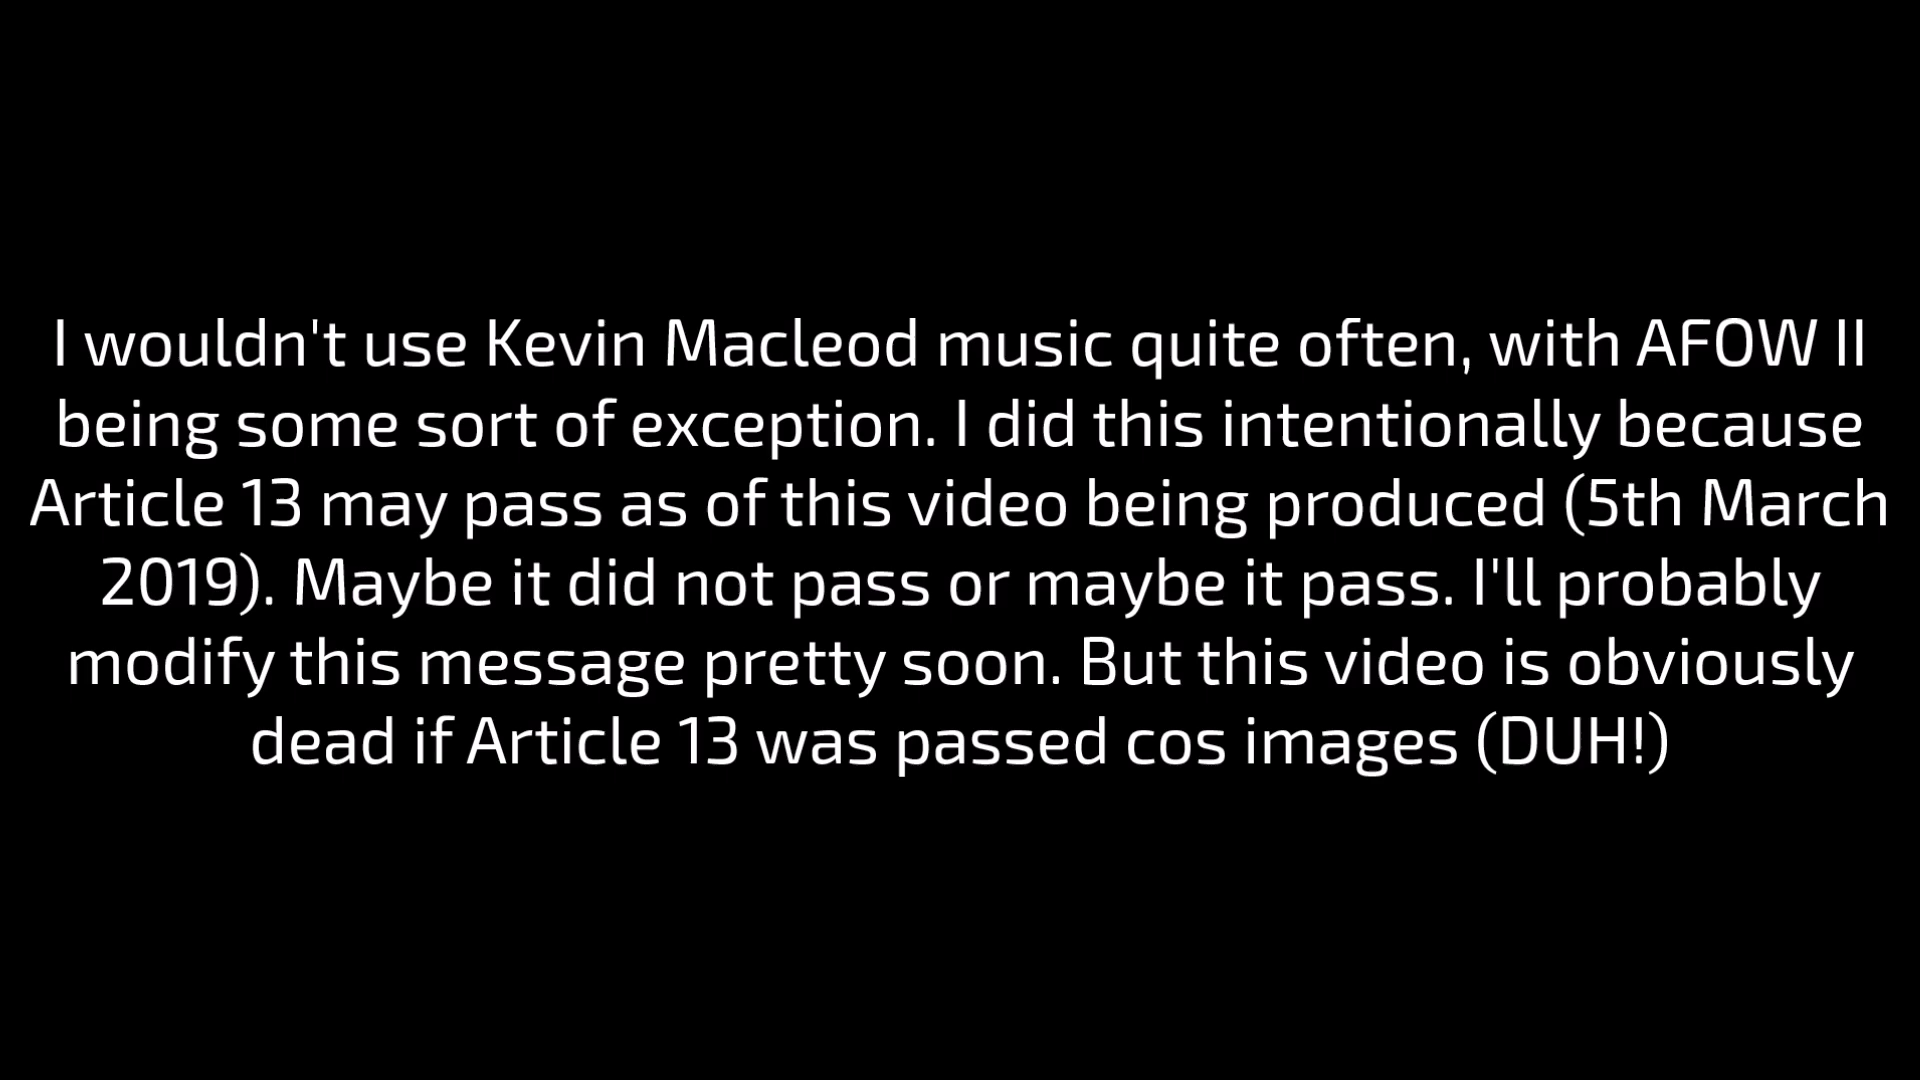 I wouldn't use Kevin Macleod music quite often, with AFOW II
being some sort of exception. I did this intentionally because
Article 13 may pass as of this video being produced (5th March
2019). Maybe it did not pass or maybe it pass. I'll probably
modify this message pretty soon. But this video is obviously
dead if Article 13 was passed cos images (DUH!)